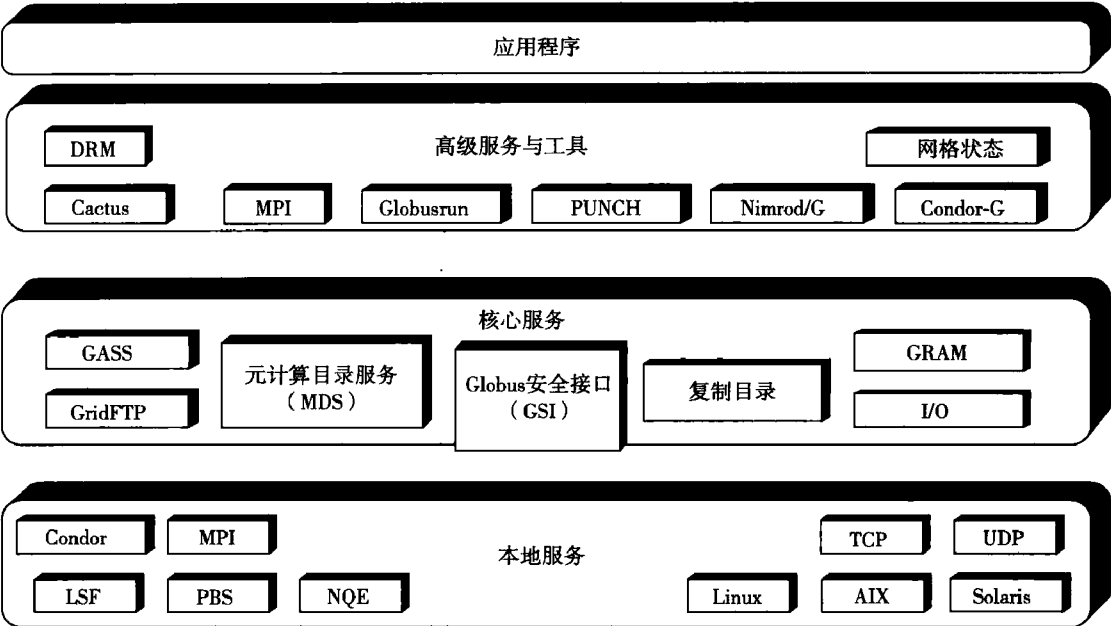 应用程序
DRM
高级服务与工具
网格状态
Cactus
MPI
Globusrun
PUNCH
Nimrod/G
Condor-G
核心服务
GASS
元计算目录服务
（MDS）
Globus安全接口
（GSI）
复制目录
GRAM
GridFTP
I/O
Condor
MPI
本地服务
TCP
UDP
LSF
PBS
NQE
Linux
AIX
Solaris